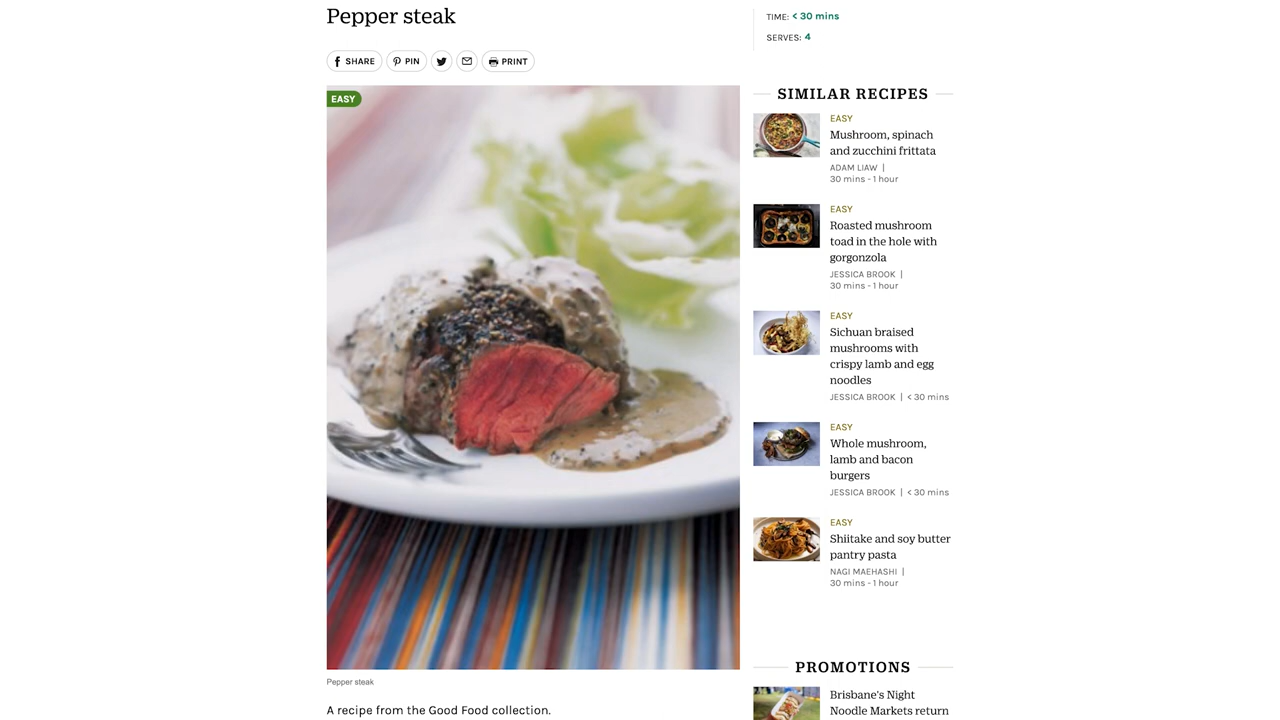 Pepper steak
SHARE
PIN
PRINT
EASY
Pepper steak
A recipe from the Good Food collection.
TIME: < 30 mins
SERVES: 4
SIMILAR RECIPES
EASY
Mushroom, spinach
and zucchini frittata
ADAM LIAW |
30 mins - 1 hour
EASY
Roasted mushroom
toad in the hole with
gorgonzola
JESSICA BROOK |
30 mins - 1 hour
EASY
Sichuan braised
mushrooms with
crispy lamb and egg
noodles
JESSICA BROOK | < 30 mins
EASY
Whole mushroom,
lamb and bacon
burgers
JESSICA BROOK | < 30 mins
EASY
Shiitake and soy butter
pantry pasta
NAGI MAEHASHI |
30 mins - 1 hour
PROMOTIONS
Brisbane's Night
Noodle Markets return